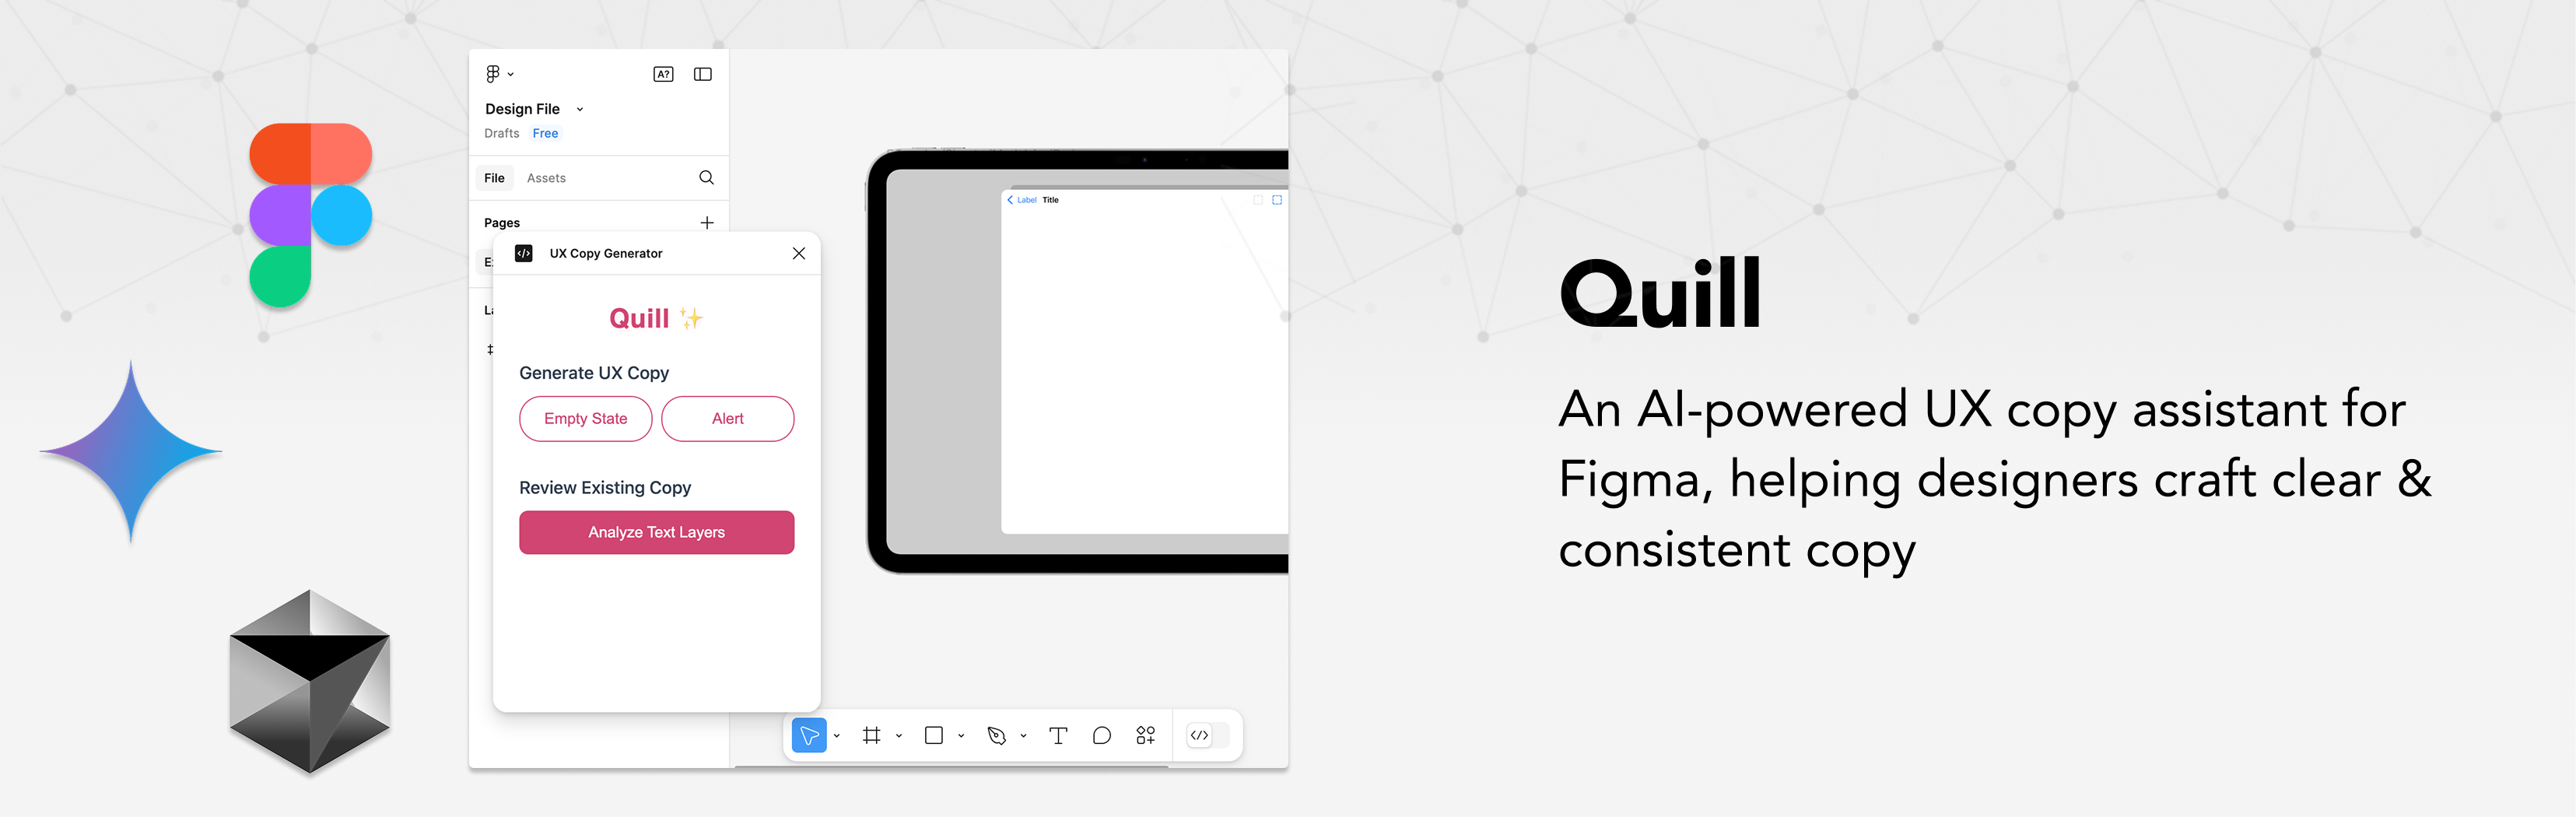 A?
Design File
Drafts Free
File Assets
Pages
UX Copy Generator
Quill ✨
Generate UX Copy
Empty State Alert
Review Existing Copy
Analyze Text Layers
Label Title
Quill
An AI-powered UX copy assistant for
Figma, helping designers craft clear &
consistent copy